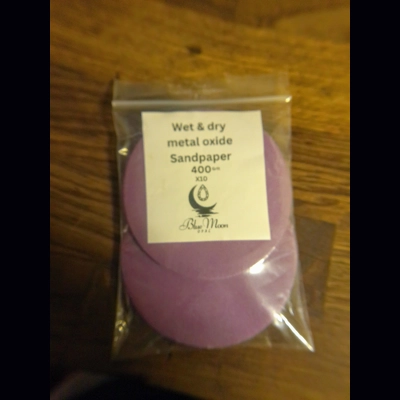 Wet & dry
metal oxide
Sandpaper
400
X10
Blue Moon